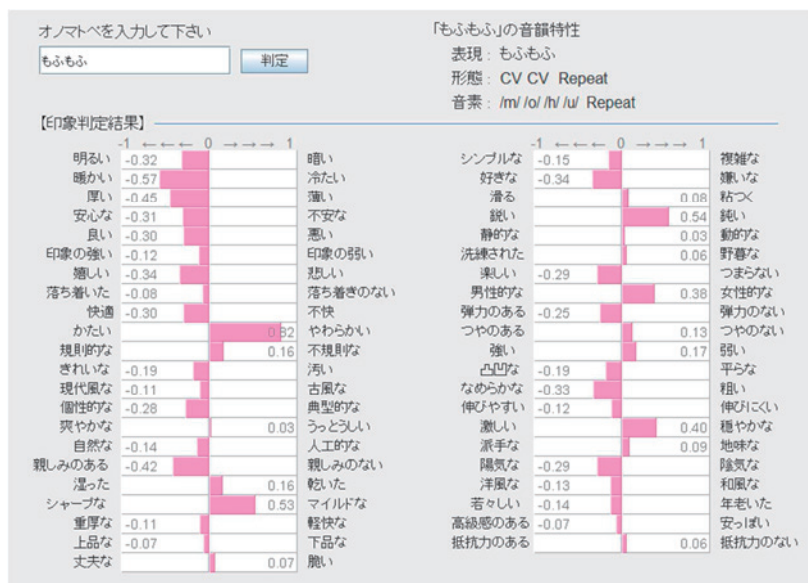 オノマトペを入力して下さい
もふもふ 判定
「もふもふ」の音韻特性
表現：もふもふ
形態：CV CV Repeat
音素：/m/ /o/ /h/ /u/ Repeat
【印象判定結果】
-1 ← ← ← 0 → → → 1
明るい -0.32 暗い
暖かい -0.57 冷たい
厚い -0.45 薄い
安心な -0.31 不安な
良い -0.30 悪い
印象の強い -0.12 印象の弱い
嬉しい -0.34 悲しい
落ち着いた -0.08 落ち着きのない
快適 -0.30 不快
かたい 0.82 やわらかい
規則的な 0.16 不規則な
きれいな -0.19 汚い
現代風な -0.11 古風な
個性的な -0.28 典型的な
爽やかな 0.03 うっとうしい
自然な -0.14 人工的な
親しみのある -0.42 親しみのない
湿った 0.16 乾いた
シャープな 0.53 マイルドな
重厚な -0.11 軽快な
上品な -0.07 下品な
丈夫な 0.07 脆い
-1 ← ← ← 0 → → → 1
シンプルな -0.15 複雑な
好きな -0.34 嫌いな
滑る 0.08 粘つく
鋭い 0.54 鈍い
静的な 0.03 動的な
洗練された 0.06 野暮な
楽しい -0.29 つまらない
男性的な 0.38 女性的な
弾力のある -0.25 弾力のない
つやのある 0.13 つやのない
強い 0.17 弱い
凸凹な -0.19 平らな
なめらかな -0.33 粗い
伸びやすい -0.12 伸びにくい
激しい 0.40 穏やかな
派手な 0.09 地味な
陽気な -0.29 陰気な
洋風な -0.13 和風な
若々しい -0.14 年老いた
高級感のある -0.07 安っぽい
抵抗力のある 0.06 抵抗力のない